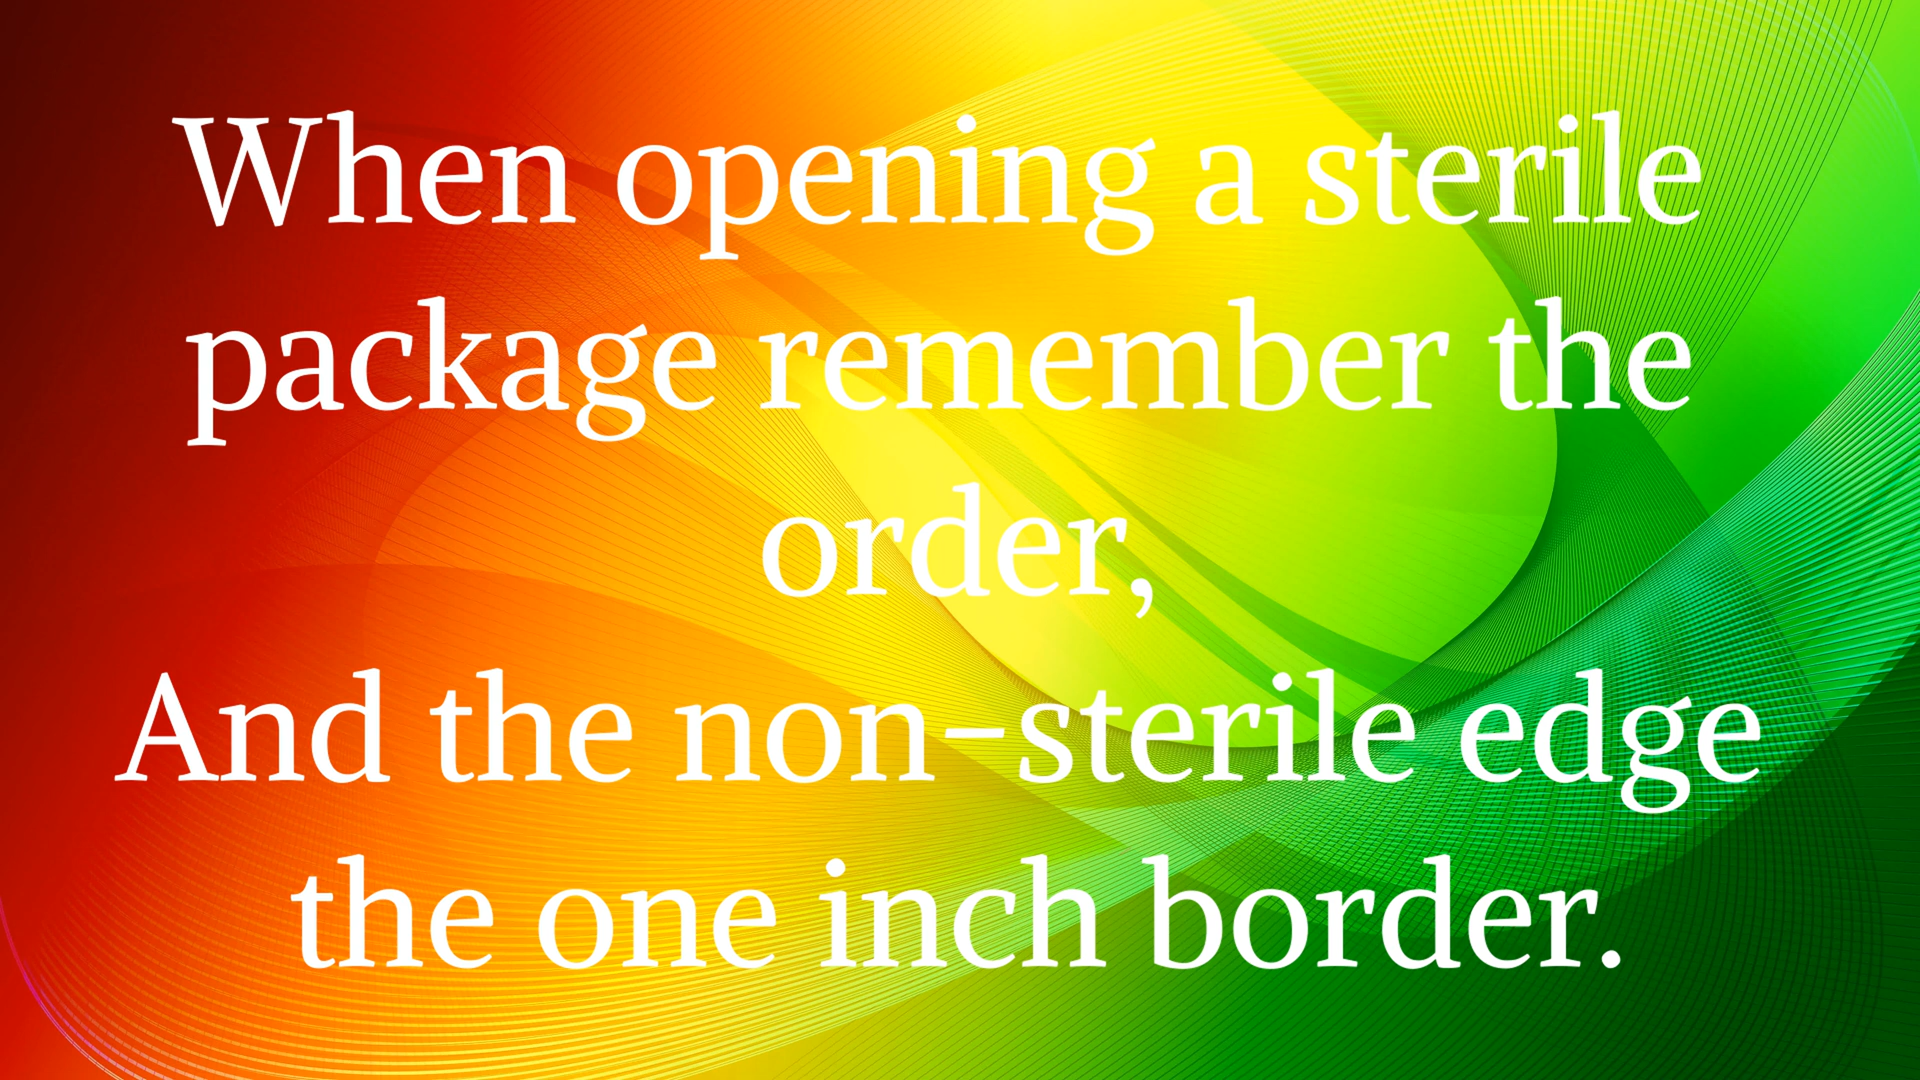 When opening a sterile
package remember the
order,
And the non-sterile edge
the one inch border.